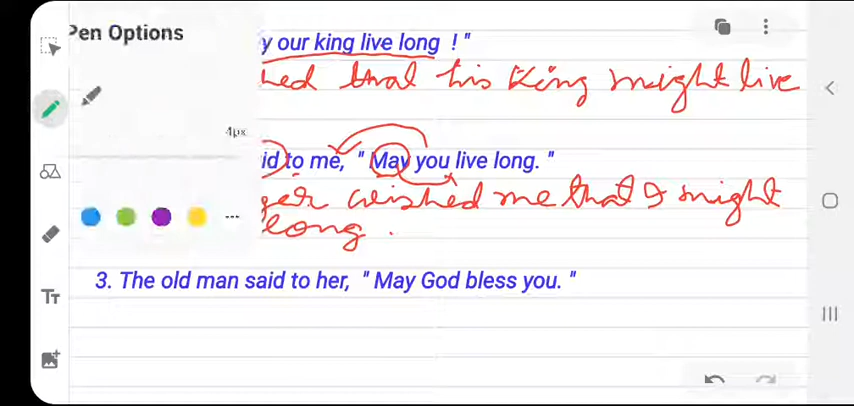 Pen Options
y our king live long ! "
hed that his King might live
4px
id to me, " May you live long. "
ger wished me that I might
long .
3. The old man said to her, " May God bless you. "